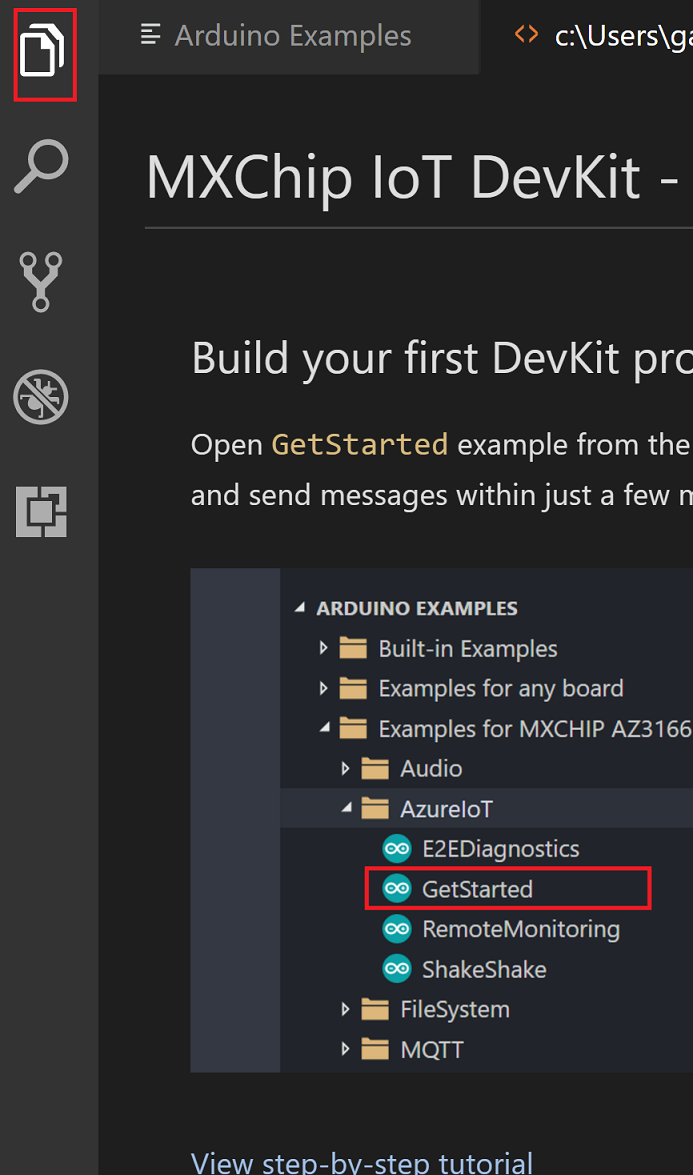 Arduino Examples
c:\Users\ga
MXChip IoT DevKit -
Build your first DevKit pro
Open GetStarted example from the
and send messages within just a few m
ARDUINO EXAMPLES
Built-in Examples
Examples for any board
Examples for MXCHIP AZ3166
Audio
AzureIoT
E2EDiagnostics
GetStarted
RemoteMonitoring
ShakeShake
FileSystem
MQTT
View step-by-step tutorial